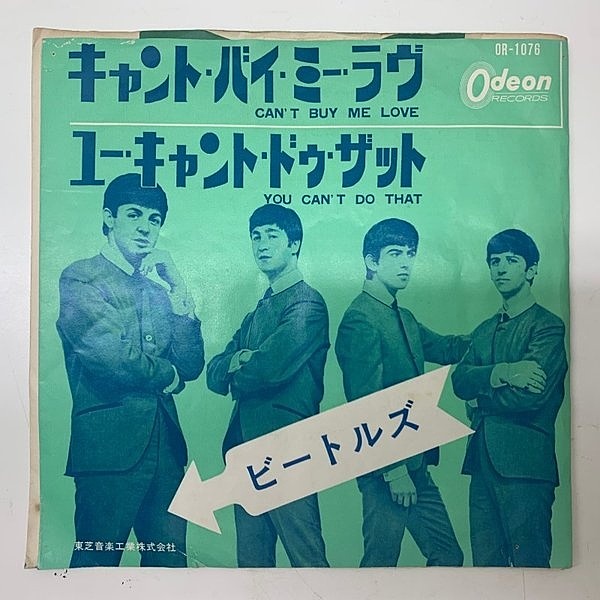 OR-1076
キャント・バイ・ミー・ラヴ
CAN'T BUY ME LOVE
Odeon
RECORDS
ユー・キャント・ドゥ・ザット
YOU CAN'T DO THAT
ビートルズ
東芝音楽工業株式会社